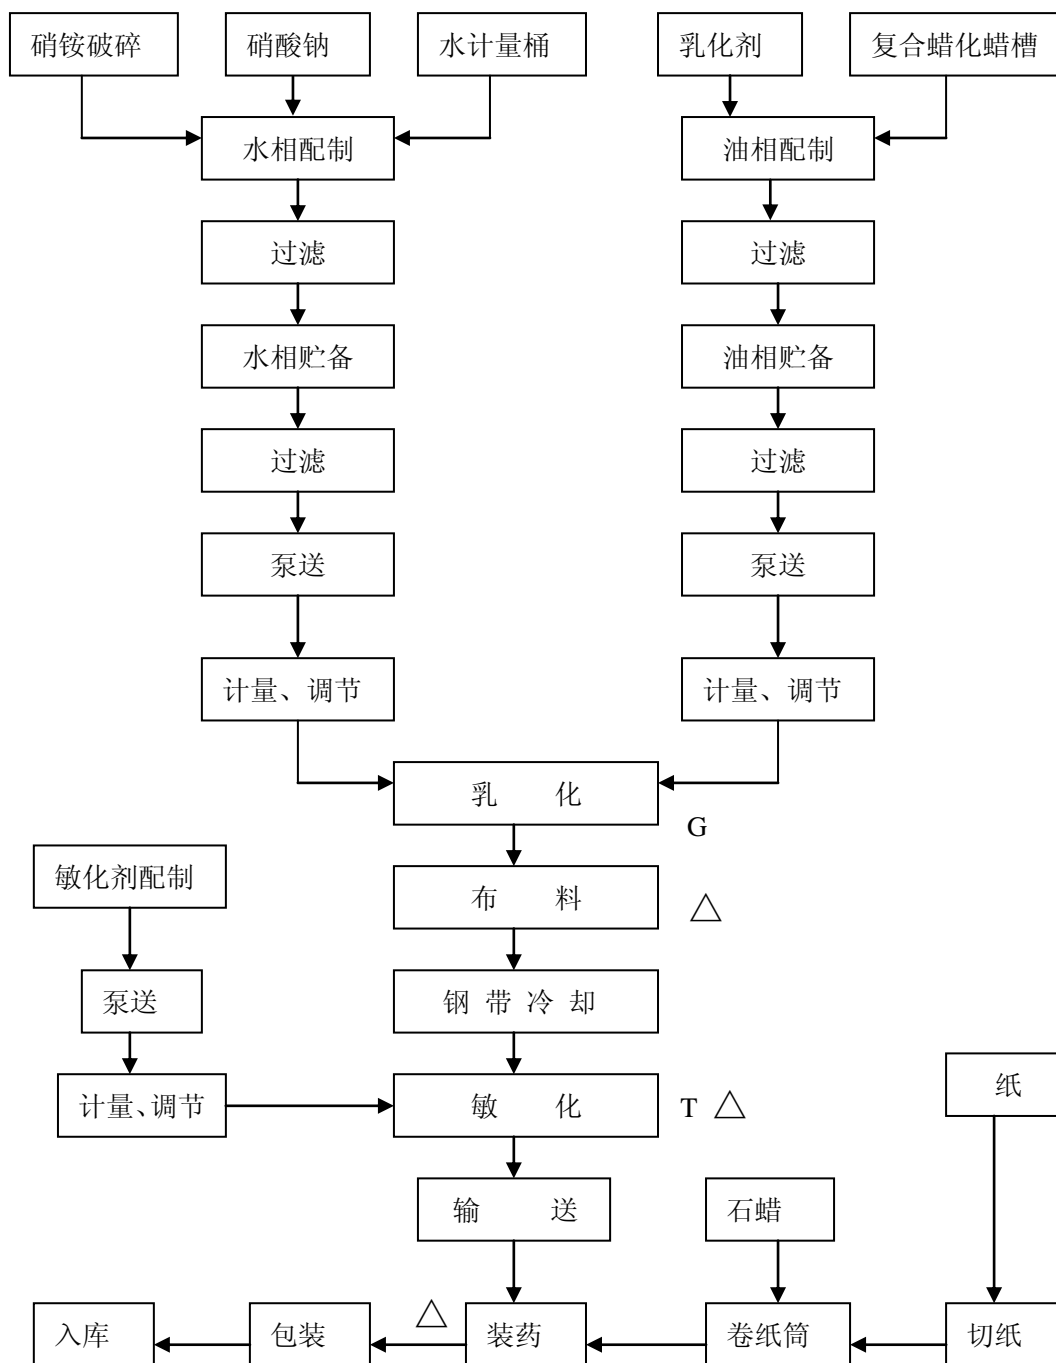 硝铵破碎
硝酸钠
水计量桶
乳化剂
复合蜡化蜡槽
水相配制
油相配制
过滤
过滤
水相贮备
油相贮备
过滤
过滤
泵送
泵送
计量、调节
计量、调节
乳 化
G
敏化剂配制
布 料
△
泵送
钢 带 冷 却
纸
计量、调节
敏 化
T △
输 送
石蜡
△
入库
包装
装药
卷纸筒
切纸